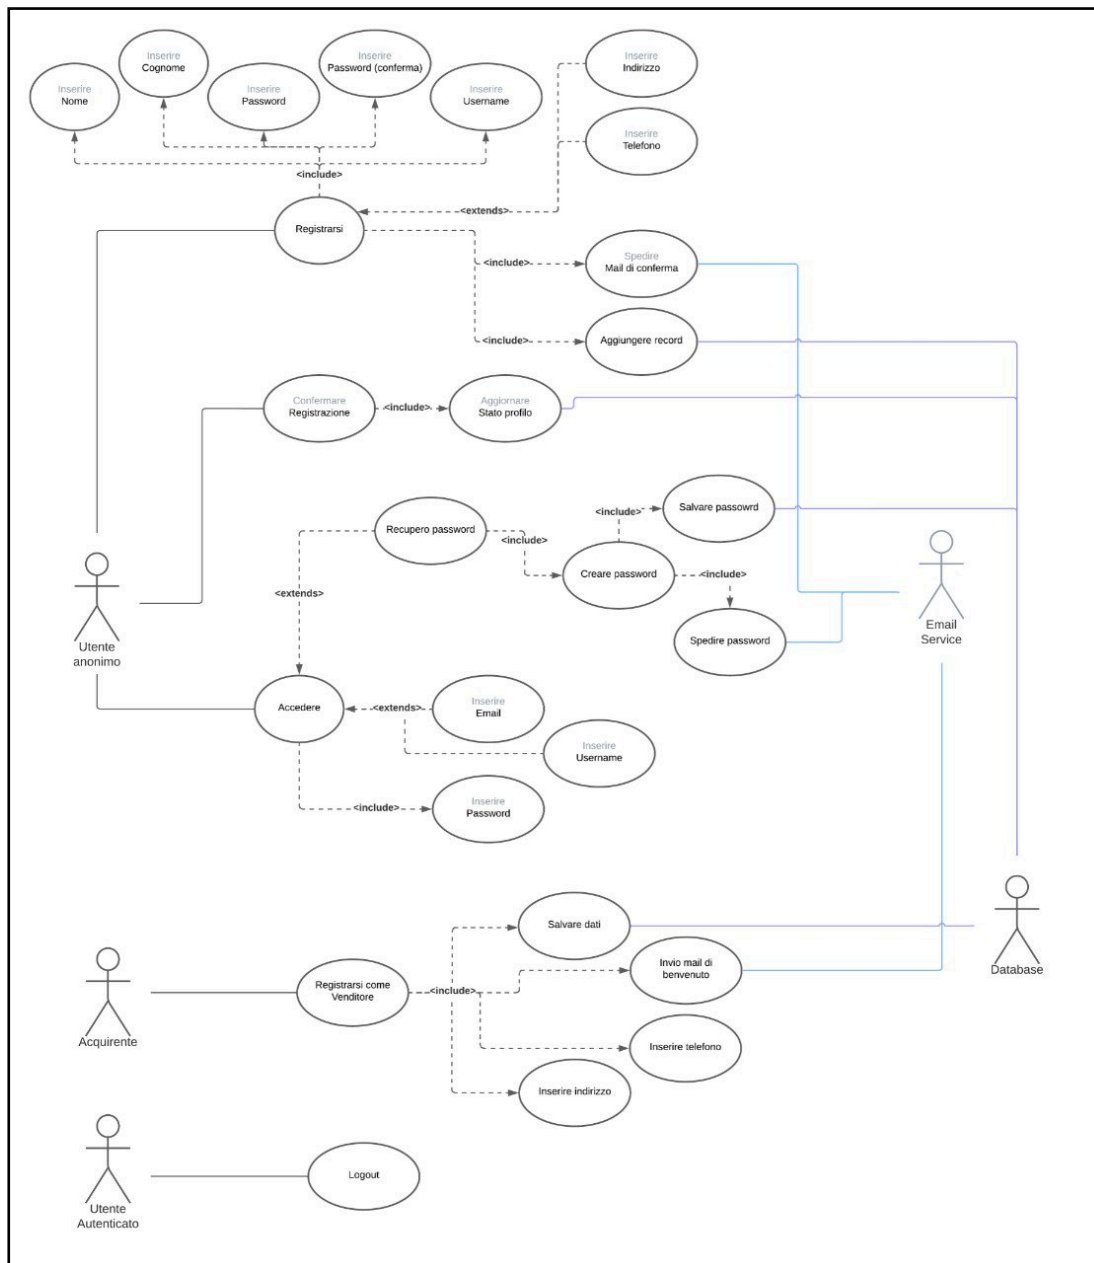 Inserire
Nome
Inserire
Cognome
Inserire
Password
Inserire
Password (conferma)
Inserire
Username
Inserire
Indirizzo
Inserire
Telefono
<include>
<extends>
Registrarsi
Spedire
Mail di conferma
<include>
Aggiungere record
<include>
Confermare
Registrazione
<include>
Aggiornare
Stato profilo
Recupero password
<include>
<include>
Salvare passowrd
Creare password
<include>
Spedire password
<extends>
Utente
anonimo
Email
Service
Accedere
<extends>
Inserire
Email
Inserire
Username
<include>
Inserire
Password
Salvare dati
Database
Acquirente
Registrarsi come
Venditore
<include>
Invio mail di
benvenuto
Inserire telefono
Inserire indirizzo
Utente
Autenticato
Logout